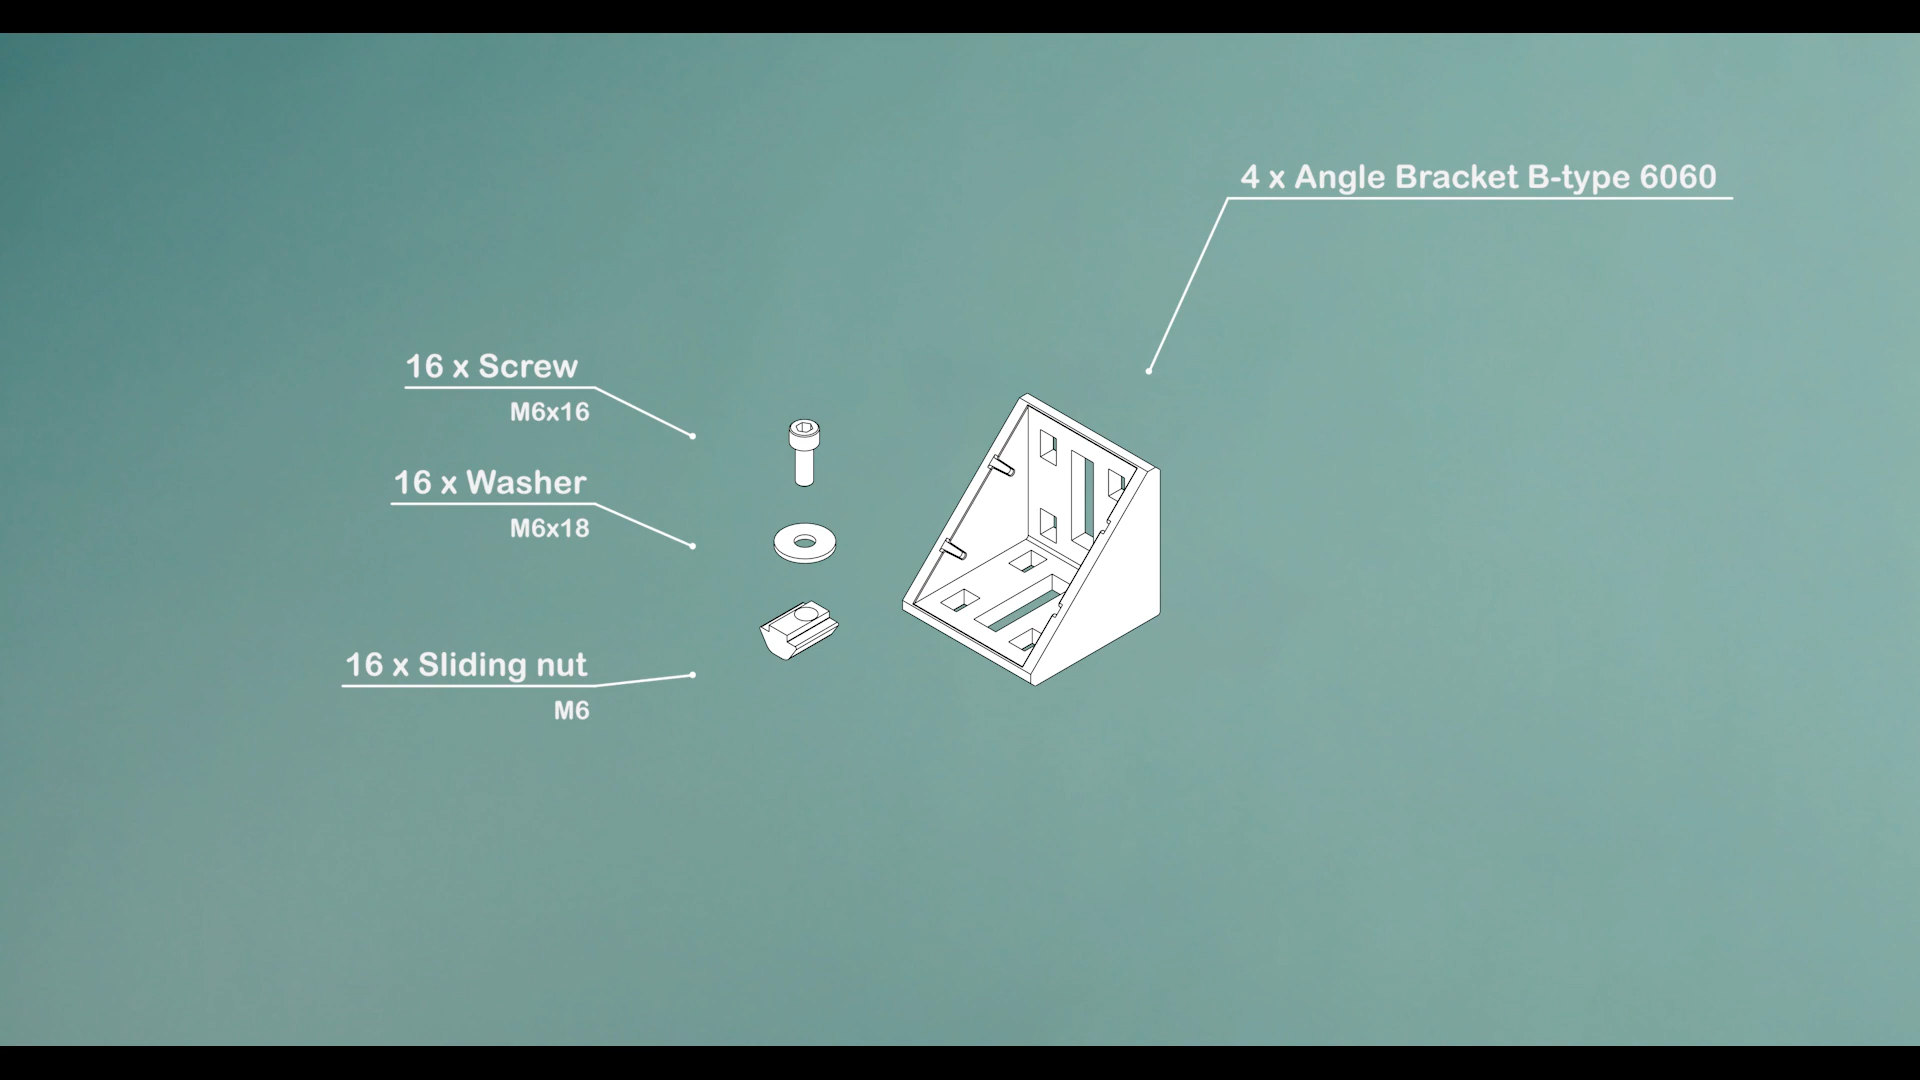 4 x Angle Bracket B-type 6060
16 x Screw
M6x16
16 x Washer
M6x18
16 x Sliding nut
M6